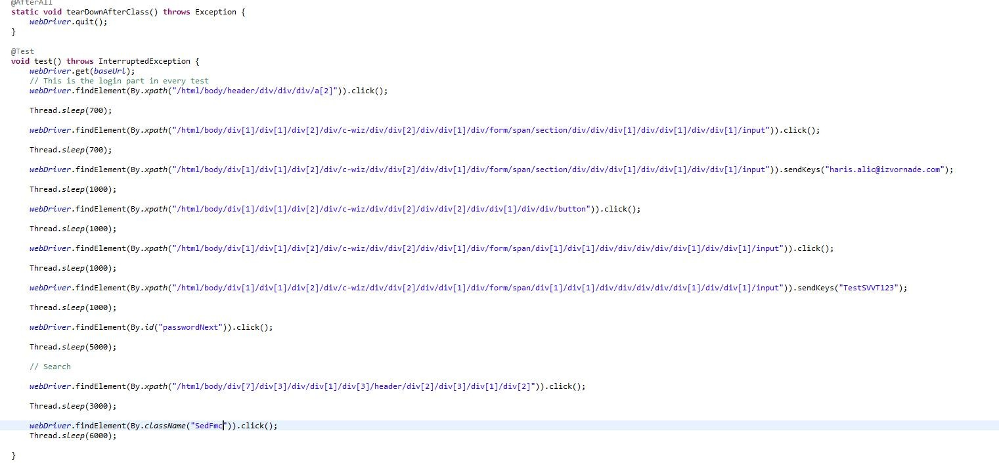 @AfterAll
static void tearDownAfterClass() throws Exception {
webDriver.quit();
}
@Test
void test() throws InterruptedException {
webDriver.get(baseUrl);
// This is the login part in every test
webDriver.findElement(By.xpath("/html/body/header/div/div/div/a[2]")).click();
Thread.sleep(700);
webDriver.findElement(By.xpath("/html/body/div[1]/div[1]/div[2]/div/c-wiz/div/div[2]/div/div[1]/div/form/span/section/div/div/div[1]/div/div[1]/div/div[1]/input")).click();
Thread.sleep(700);
webDriver.findElement(By.xpath("/html/body/div[1]/div[1]/div[2]/div/c-wiz/div/div[2]/div/div[1]/div/form/span/section/div/div/div[1]/div/div[1]/div/div[1]/input")).sendKeys("haris.alic@izvornade.com");
Thread.sleep(1000);
webDriver.findElement(By.xpath("/html/body/div[1]/div[1]/div[2]/div/c-wiz/div/div[2]/div/div[2]/div/div[1]/div/div/button")).click();
Thread.sleep(1000);
webDriver.findElement(By.xpath("/html/body/div[1]/div[1]/div[2]/div/c-wiz/div/div[2]/div/div[1]/div/form/span/div[1]/div[1]/div/div/div/div/div[1]/div/div[1]/input")).click();
Thread.sleep(1000);
webDriver.findElement(By.xpath("/html/body/div[1]/div[1]/div[2]/div/c-wiz/div/div[2]/div/div[1]/div/form/span/div[1]/div[1]/div/div/div/div/div[1]/div/div[1]/input")).sendKeys("TestSVVT123");
Thread.sleep(1000);
webDriver.findElement(By.id("passwordNext")).click();
Thread.sleep(5000);
// Search
webDriver.findElement(By.xpath("/html/body/div[7]/div[3]/div/div[1]/div[3]/header/div[2]/div[3]/div[1]/div[2]")).click();
Thread.sleep(3000);
webDriver.findElement(By.className("SedFmc")).click();
Thread.sleep(6000);
}